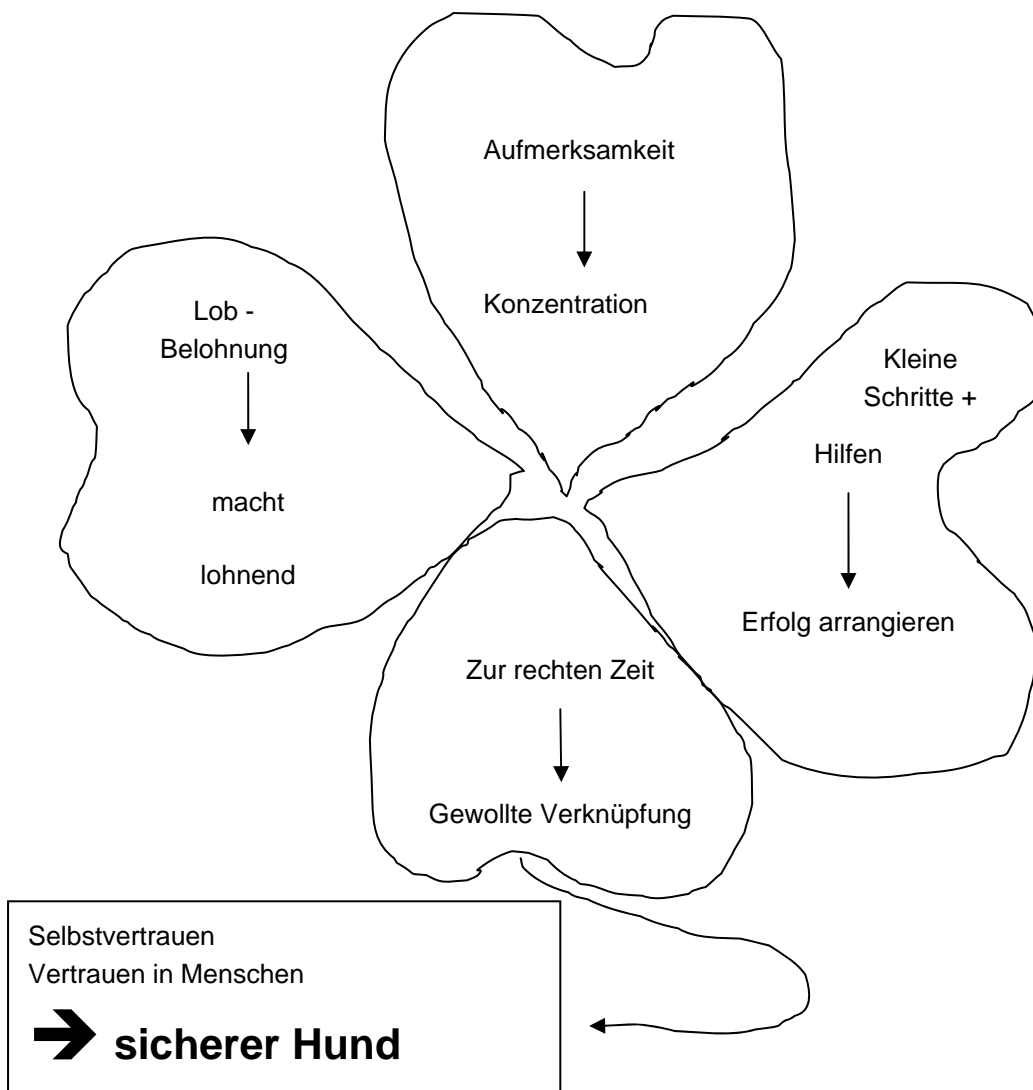 Aufmerksamkeit
Konzentration
Lob -
Belohnung
macht
lohnend
Kleine
Schritte +
Hilfen
Erfolg arrangieren
Zur rechten Zeit
Gewollte Verknüpfung
Selbstvertrauen
Vertrauen in Menschen
➔ sicherer Hund